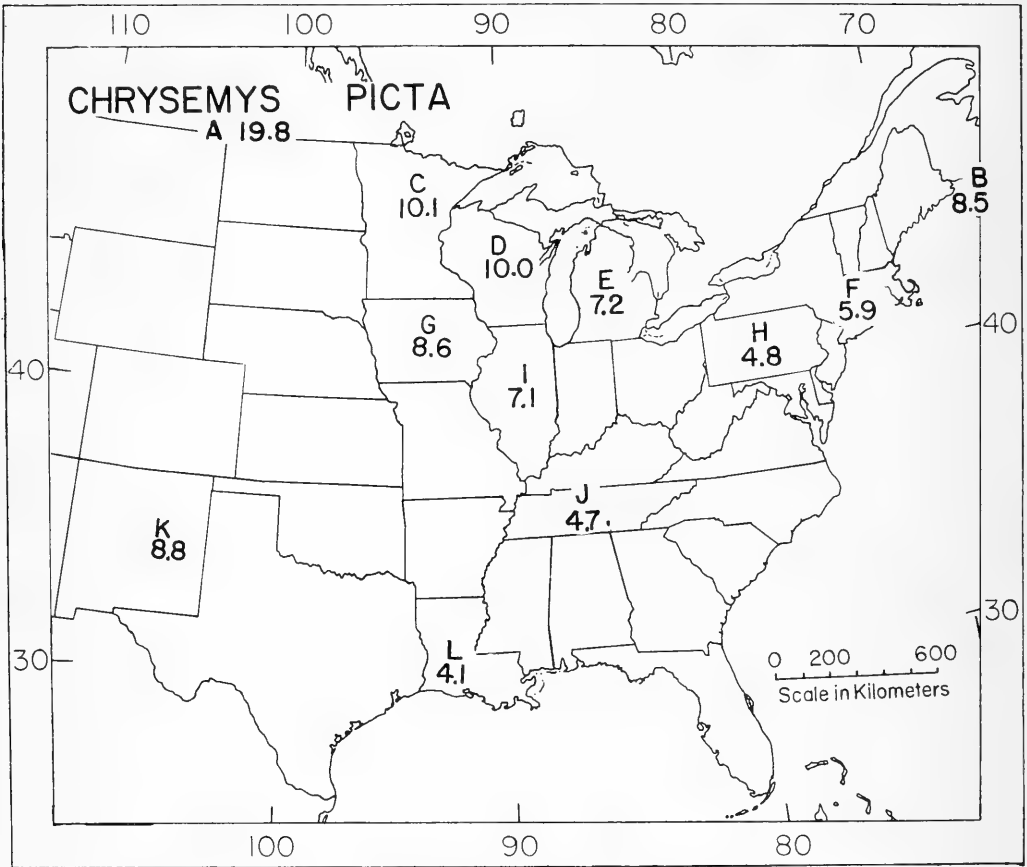 110 100 90 80 70
CHRYSEMYS PICTA
A 19.8
B
8.5
C
10.1
D
10.0
E
7.2
F
5.9
40
G
8.6
H
4.8
40
I
7.1
J
4.7
K
8.8
30
L
4.1
30
0 200 600
Scale in Kilometers
100 90 80